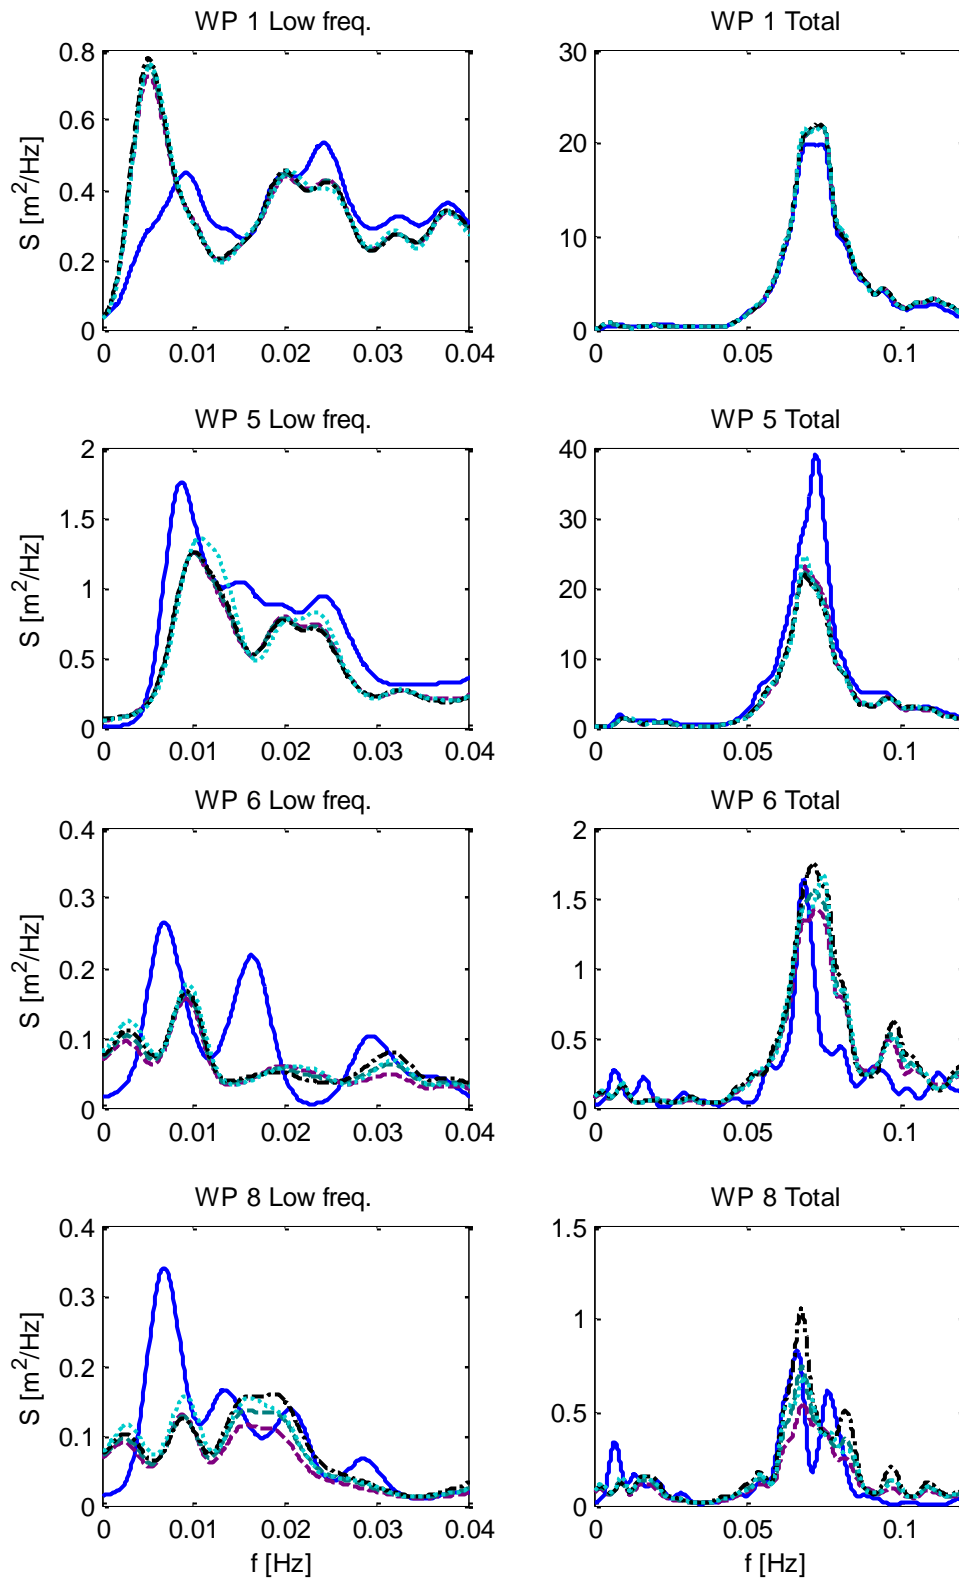 WP 1 Low freq.
WP 1 Total
0.8
0.6
0.4
0.2
0
S [m²/Hz]
0 0.01 0.02 0.03 0.04
30
20
10
0
0 0.05 0.1
WP 5 Low freq.
WP 5 Total
2
1.5
1
0.5
0
S [m²/Hz]
0 0.01 0.02 0.03 0.04
40
30
20
10
0
0 0.05 0.1
WP 6 Low freq.
WP 6 Total
0.4
0.3
0.2
0.1
0
S [m²/Hz]
0 0.01 0.02 0.03 0.04
2
1.5
1
0.5
0
0 0.05 0.1
WP 8 Low freq.
WP 8 Total
0.4
0.3
0.2
0.1
0
S [m²/Hz]
0 0.01 0.02 0.03 0.04
f [Hz]
1.5
1
0.5
0
0 0.05 0.1
f [Hz]